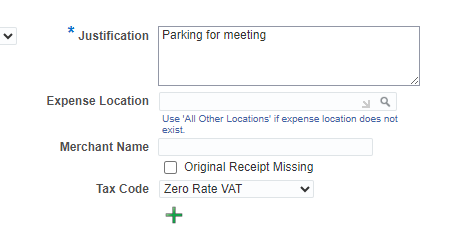 * Justification Parking for meeting
Expense Location
Use 'All Other Locations' if expense location does not
exist.
Merchant Name
Original Receipt Missing
Tax Code Zero Rate VAT